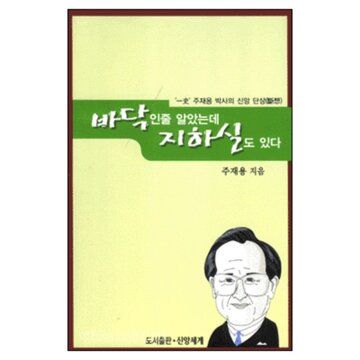 '一史' 주재용 박사의 신앙 단상(斷想)
바닥인줄 알았는데
지하실도 있다
주재용 지음
도서출판·신앙세계